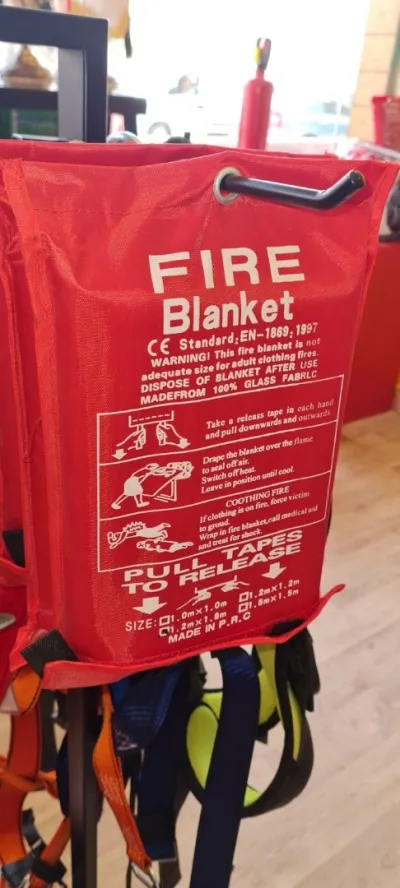 FIRE
Blanket
CE Standard:EN-1869:1997
WARNING! This fire blanket is not
adequate size for adult clothing fires.
DISPOSE OF BLANKET AFTER USE
MADEFROM 100% GLASS FABRLC
Take a releass tape in each hand
and pull downwards and outwards
Drape the blanket over the flame
to seal off air.
Switch off heat.
Leave in position until cool.
COOTHING FIRE
If clothing is on fire, force victim
to groud.
Wrap in fire blanket,call medical aid
and treat for shock.
PULL TAPES
TO RELEASE
SIZE: 1.0m×1.0m 1.2m×1.2m
1.2m×1.8m 1.5m×1.5m
MADE IN P.R.C